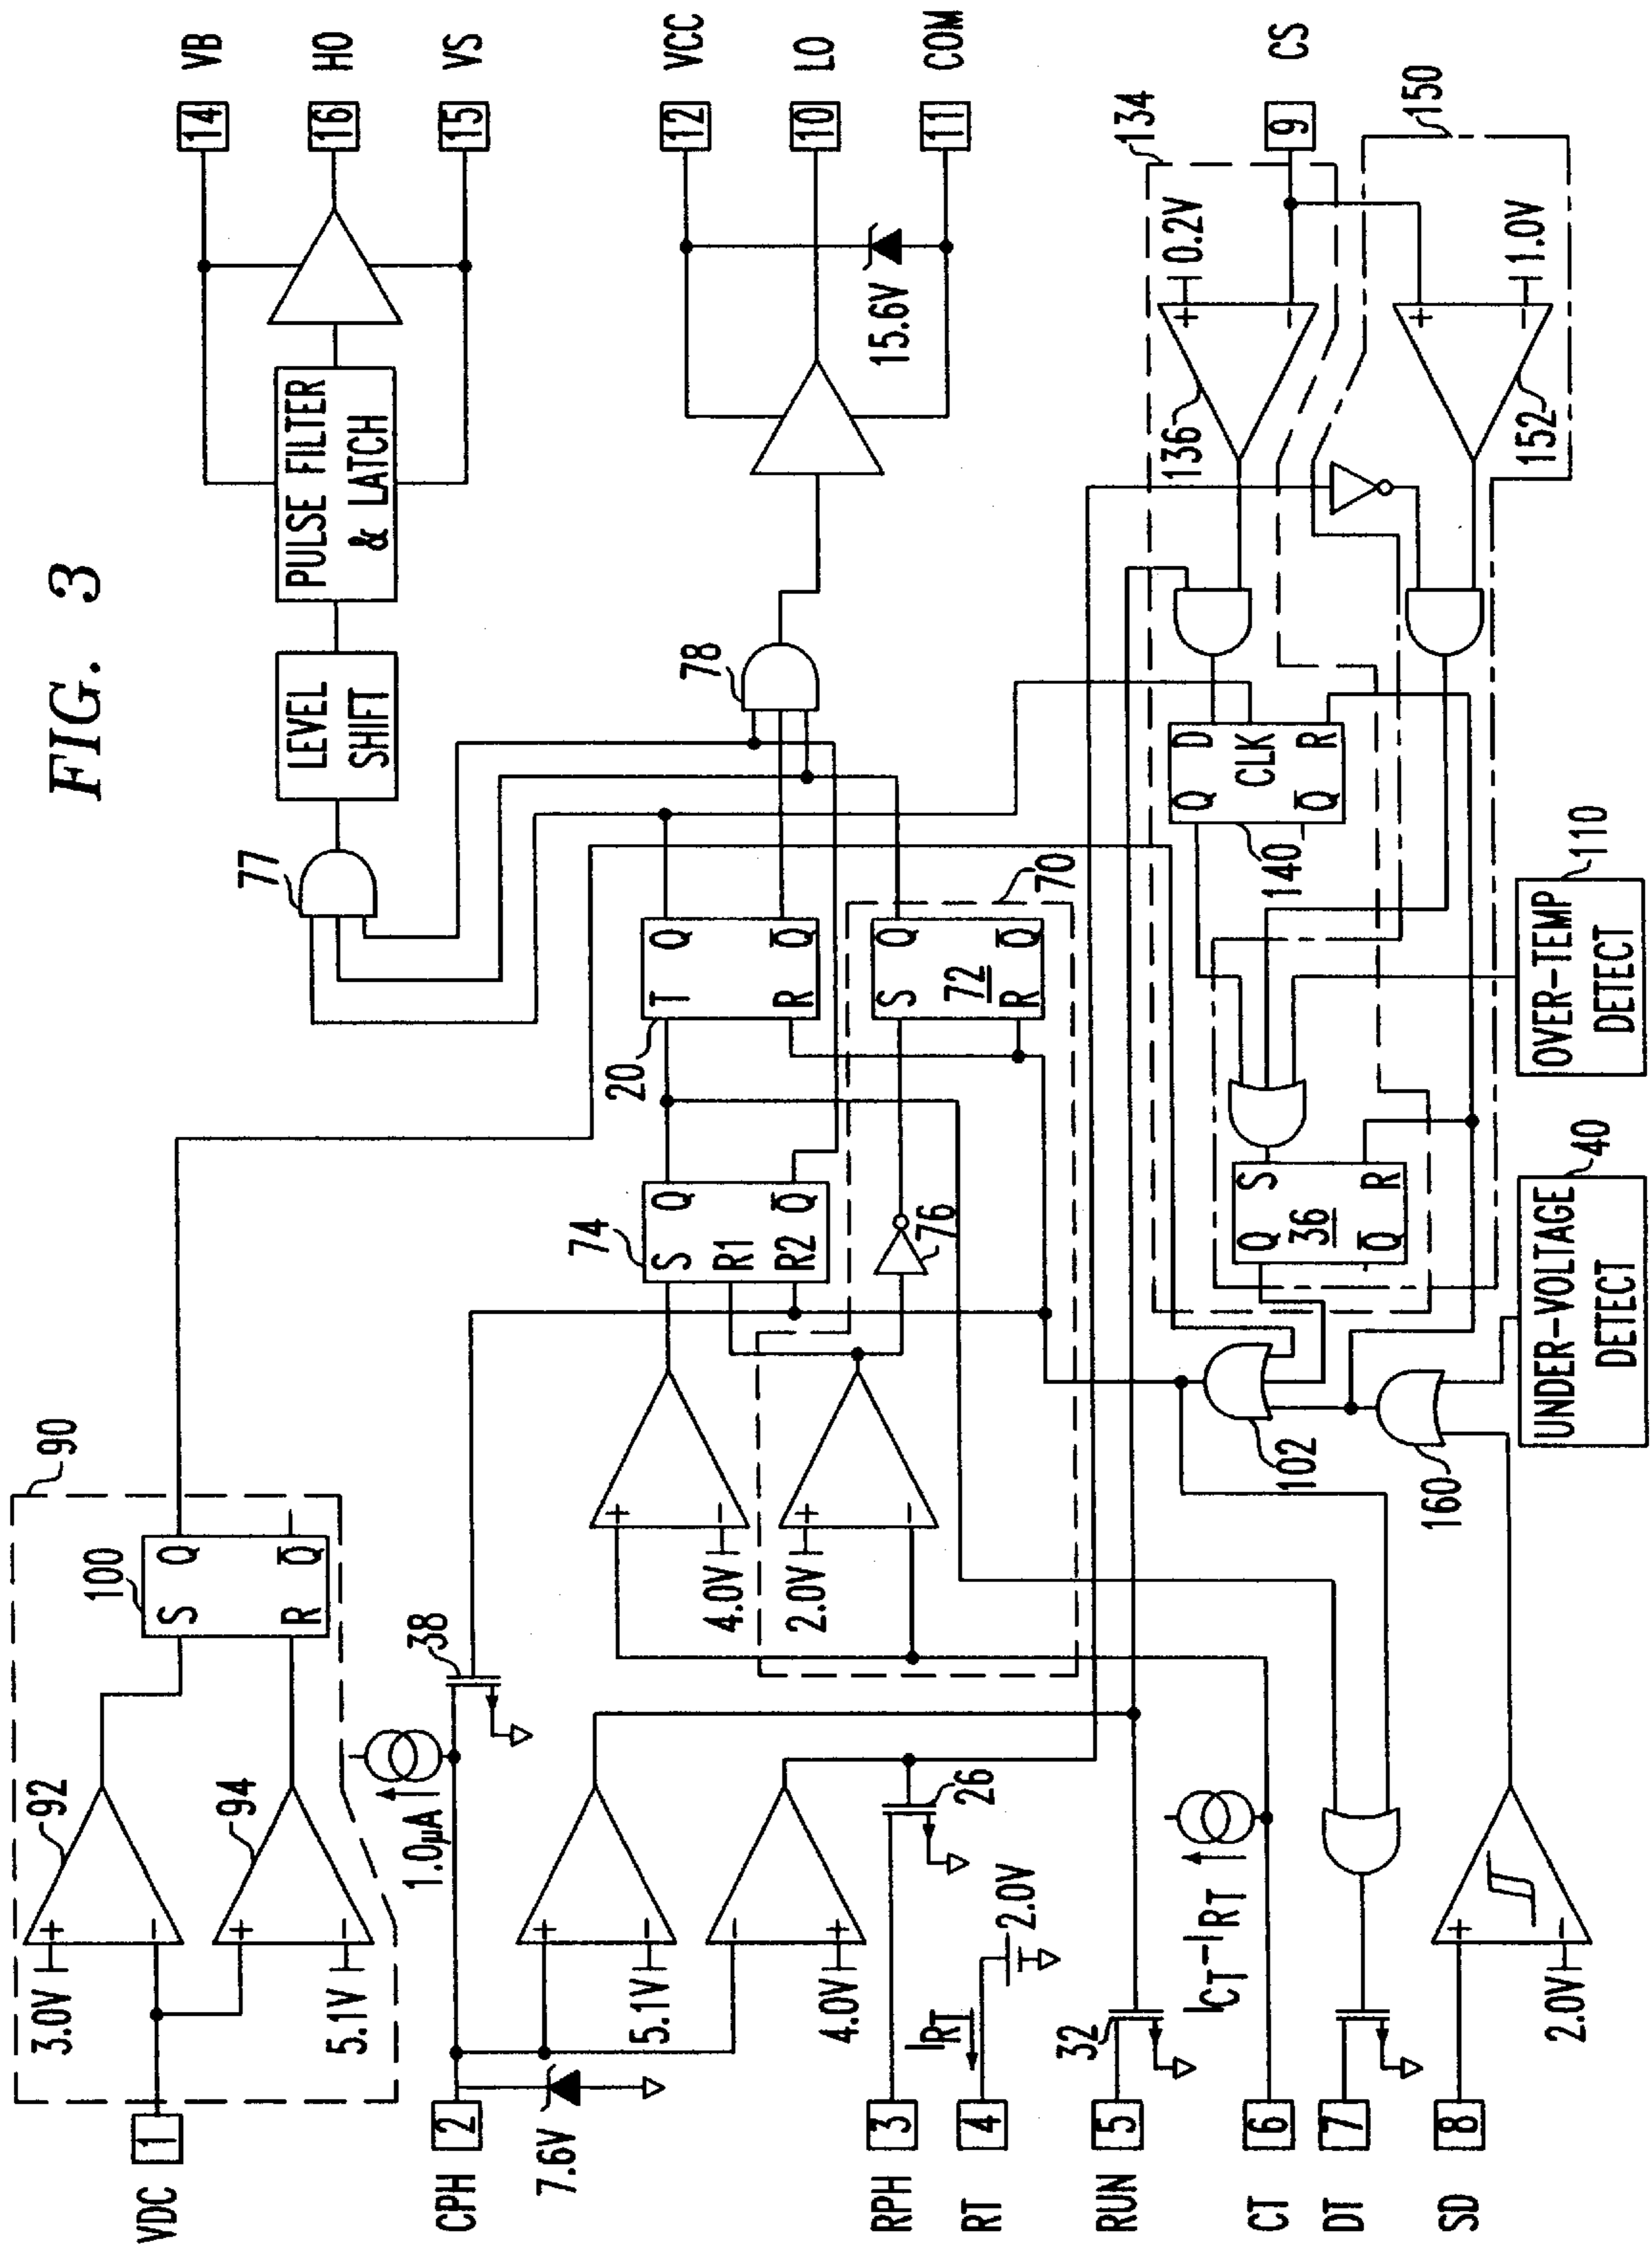 FIG. 3
90
100
S
Q
R
Q̅
92
+
−
3.0V
94
+
−
5.1V
VDC
1
CPH
2
7.6V
1.0µA
38
+
−
5.1V
−
+
4.0V
26
RPH
3
RT
4
IRT
2.0V
RUN
5
32
CT
6
ICT-IRT
DT
7
SD
8
+
−
2.0V
77
LEVEL
SHIFT
PULSE FILTER
& LATCH
14
VB
16
HO
15
VS
78
12
VCC
10
LO
11
COM
15.6V
74
S
Q
R1
R2
Q̅
20
T
Q
R
Q̅
70
S
Q
72
R
Q̅
76
+
−
4.0V
+
−
2.0V
134
136
+
−
0.2V
9
CS
150
152
+
−
1.0V
140
Q
D
CLK
Q̅
R
Q
S
36
Q̅
R
102
160
UNDER-VOLTAGE
DETECT
40
OVER-TEMP
DETECT
110